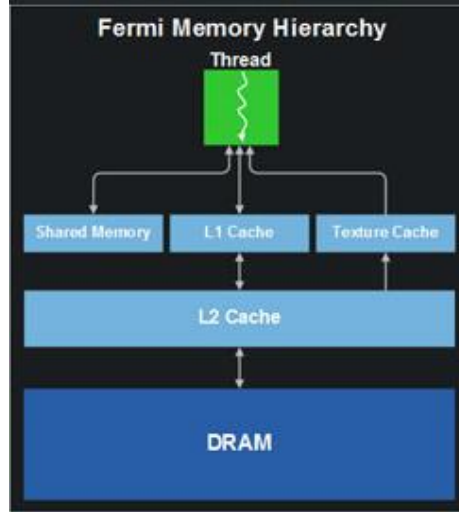 Fermi Memory Hierarchy
Thread
Shared Memory
L1 Cache
Texture Cache
L2 Cache
DRAM